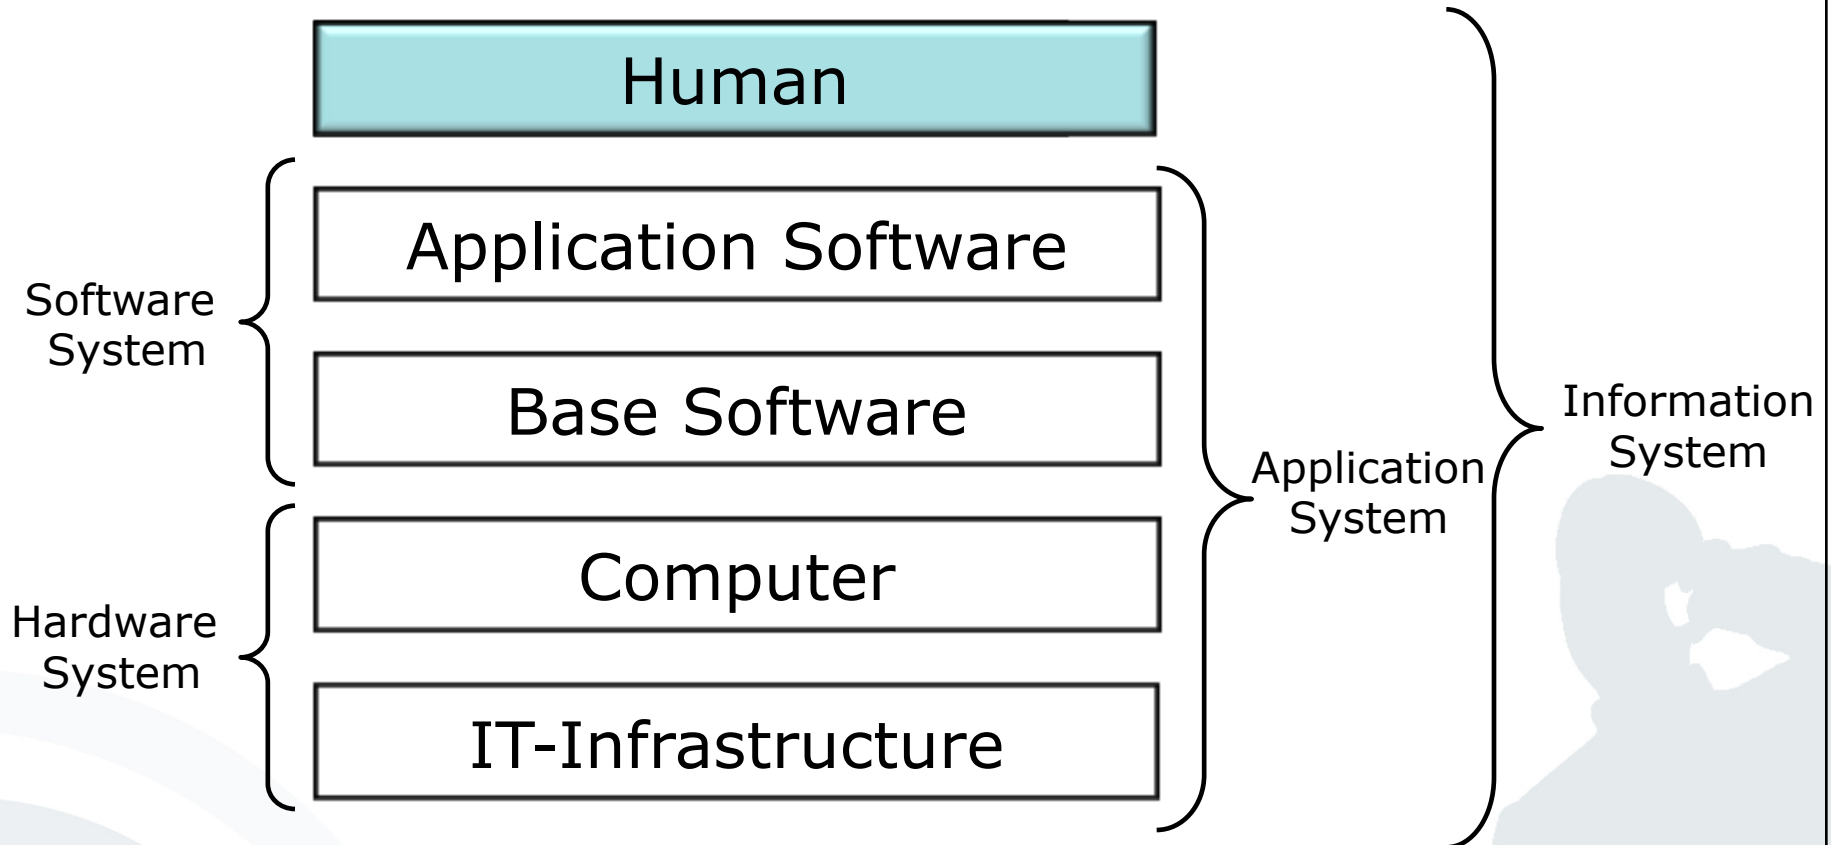 Human
Application Software
Software
System
Base Software
Information
System
Application
System
Computer
Hardware
System
IT-Infrastructure